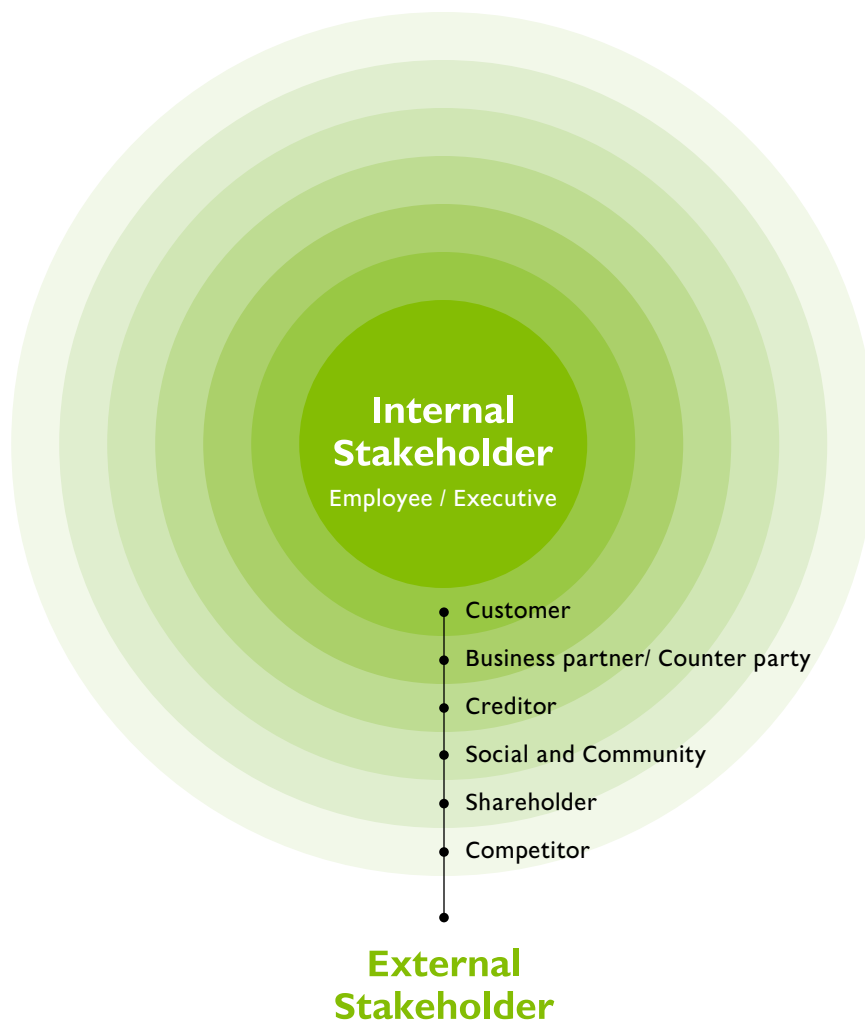 Internal
Stakeholder
Employee / Executive
Customer
Business partner/ Counter party
Creditor
Social and Community
Shareholder
Competitor
External
Stakeholder